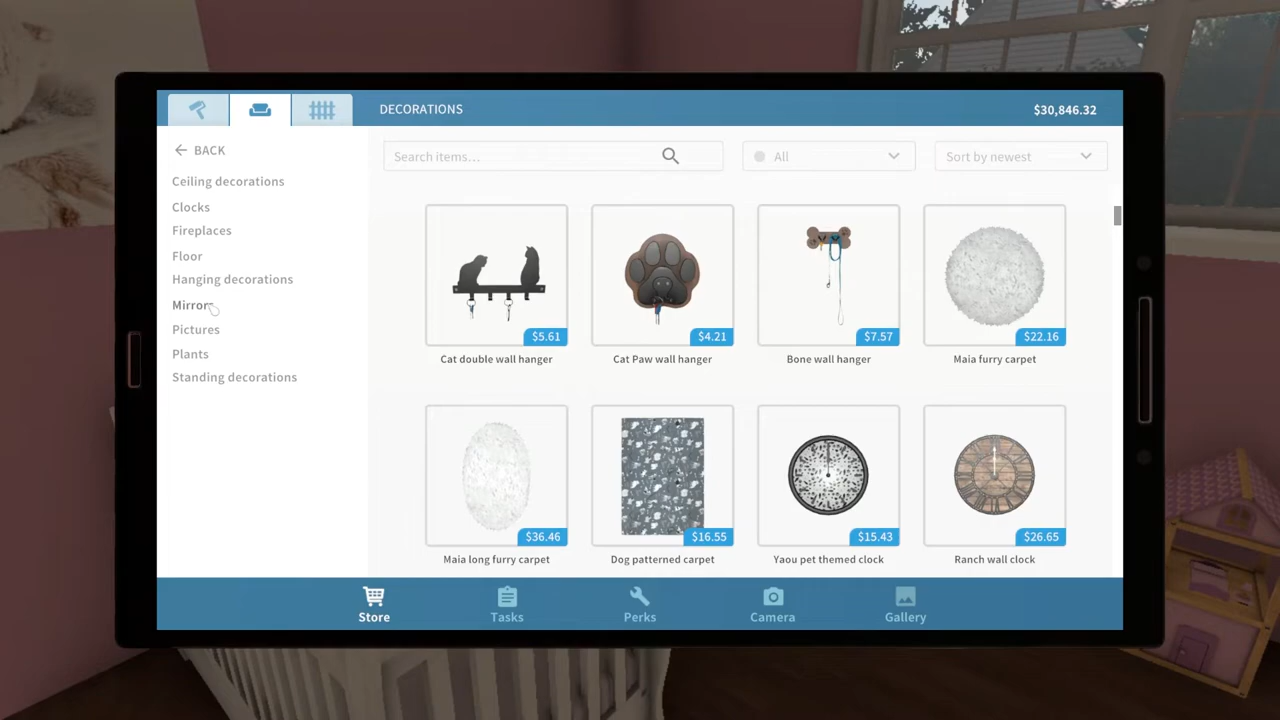 DECORATIONS
$30,846.32
BACK
Search items...
All
Sort by newest
Ceiling decorations
Clocks
Fireplaces
Floor
Hanging decorations
Mirrors
Pictures
Plants
Standing decorations
$5.61
$4.21
$7.57
$22.16
Cat double wall hanger
Cat Paw wall hanger
Bone wall hanger
Maia furry carpet
$36.46
$16.55
$15.43
$26.65
Maia long furry carpet
Dog patterned carpet
Yaou pet themed clock
Ranch wall clock
Store
Tasks
Perks
Camera
Gallery